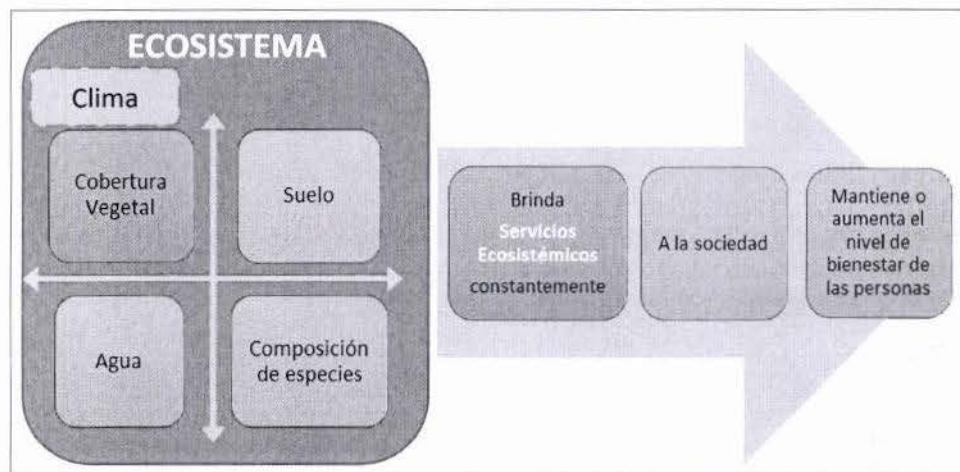 ECOSISTEMA
Clima
Cobertura
Vegetal
Suelo
Agua
Composición
de especies
Brinda
Servicios
Ecosistémicos
constantemente
A la sociedad
Mantiene o
aumenta el
nivel de
bienestar de
las personas